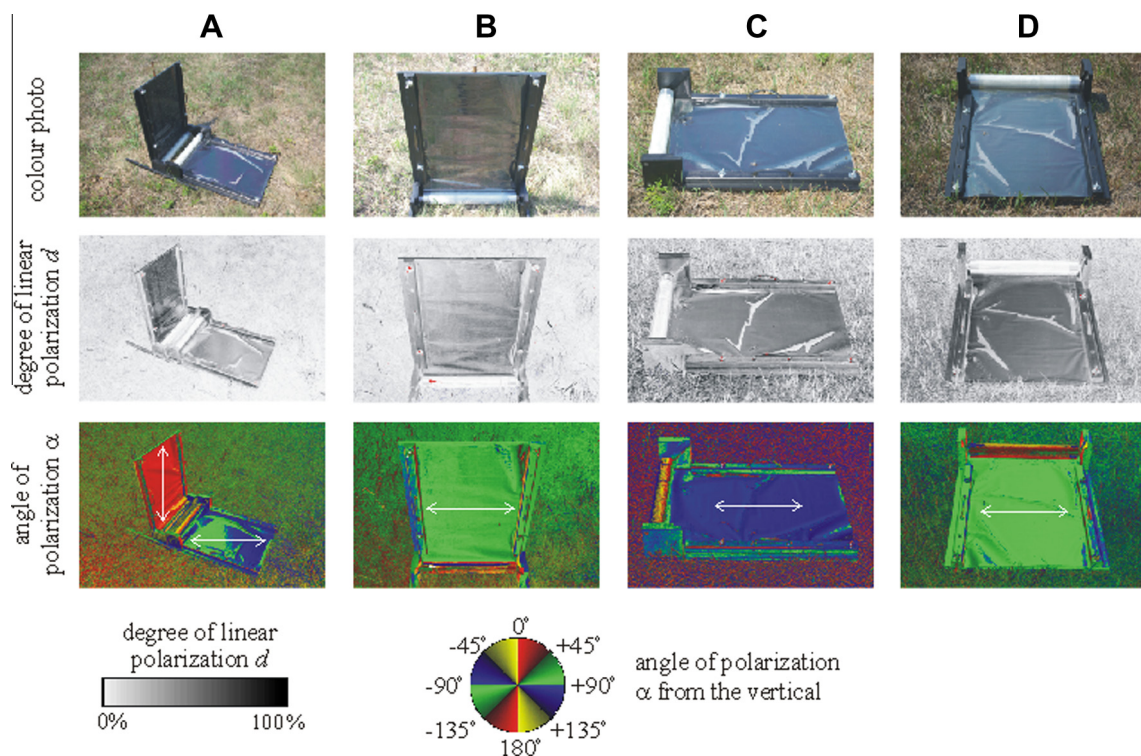 A B C D
colour photo
degree of linear
polarization d
angle of
polarization α
degree of linear
polarization d
0% 100%
0°
-45° +45°
-90° +90°
-135° +135°
180°
angle of polarization
α from the vertical